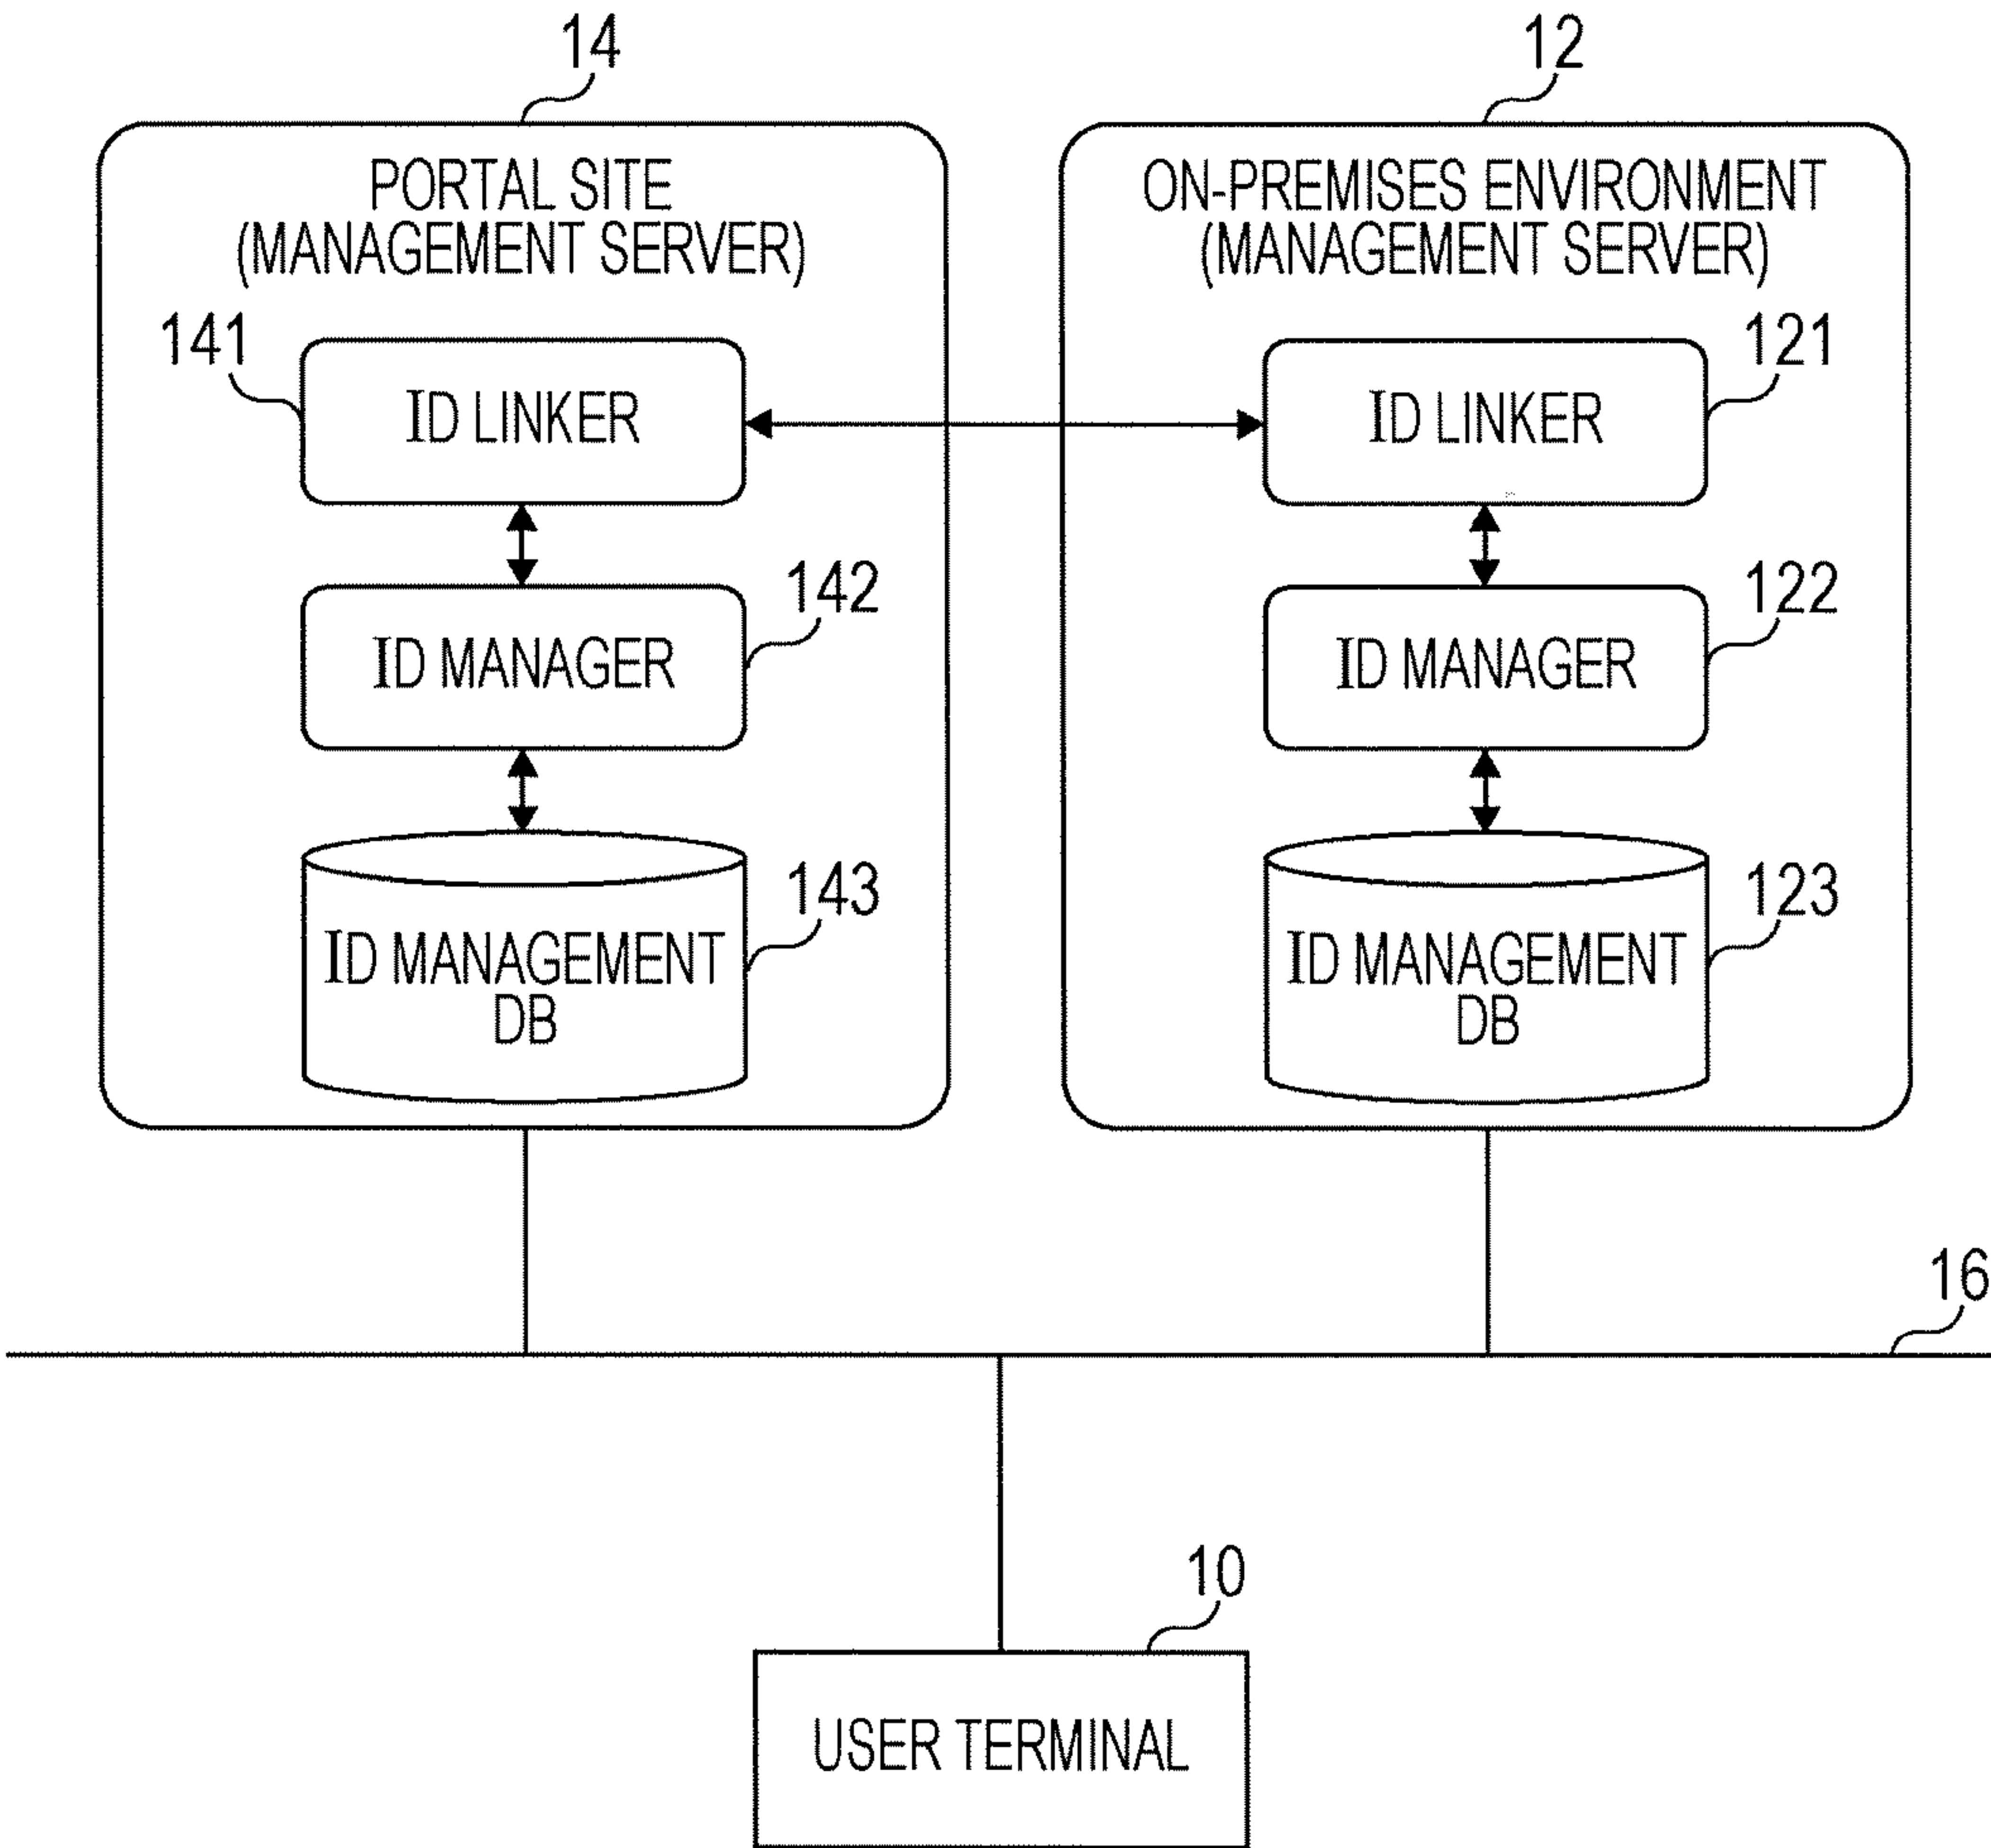 14
12
PORTAL SITE
(MANAGEMENT SERVER)
ON-PREMISES ENVIRONMENT
(MANAGEMENT SERVER)
141
ID LINKER
121
ID LINKER
142
ID MANAGER
122
ID MANAGER
143
ID MANAGEMENT
DB
123
ID MANAGEMENT
DB
16
10
USER TERMINAL